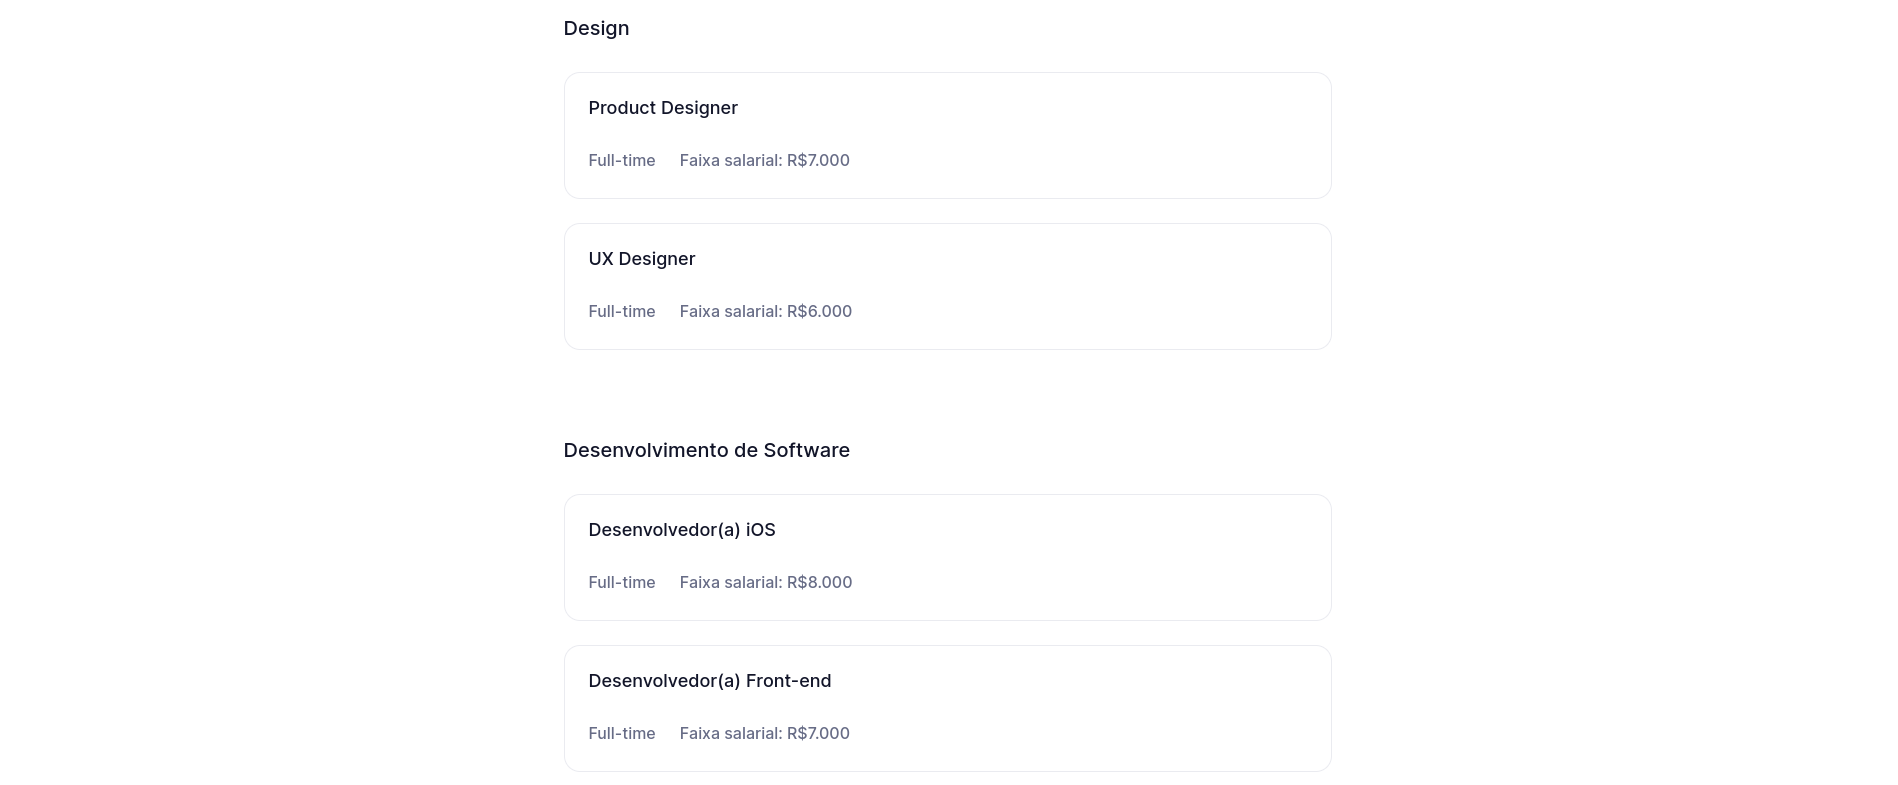 Design
Product Designer
Full-time Faixa salarial: R$7.000
UX Designer
Full-time Faixa salarial: R$6.000
Desenvolvimento de Software
Desenvolvedor(a) iOS
Full-time Faixa salarial: R$8.000
Desenvolvedor(a) Front-end
Full-time Faixa salarial: R$7.000